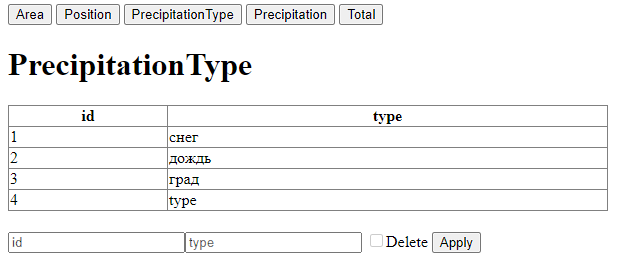 Area Position PrecipitationType Precipitation Total
PrecipitationType
id type
1 снег
2 дождь
3 град
4 type
id type Delete Apply